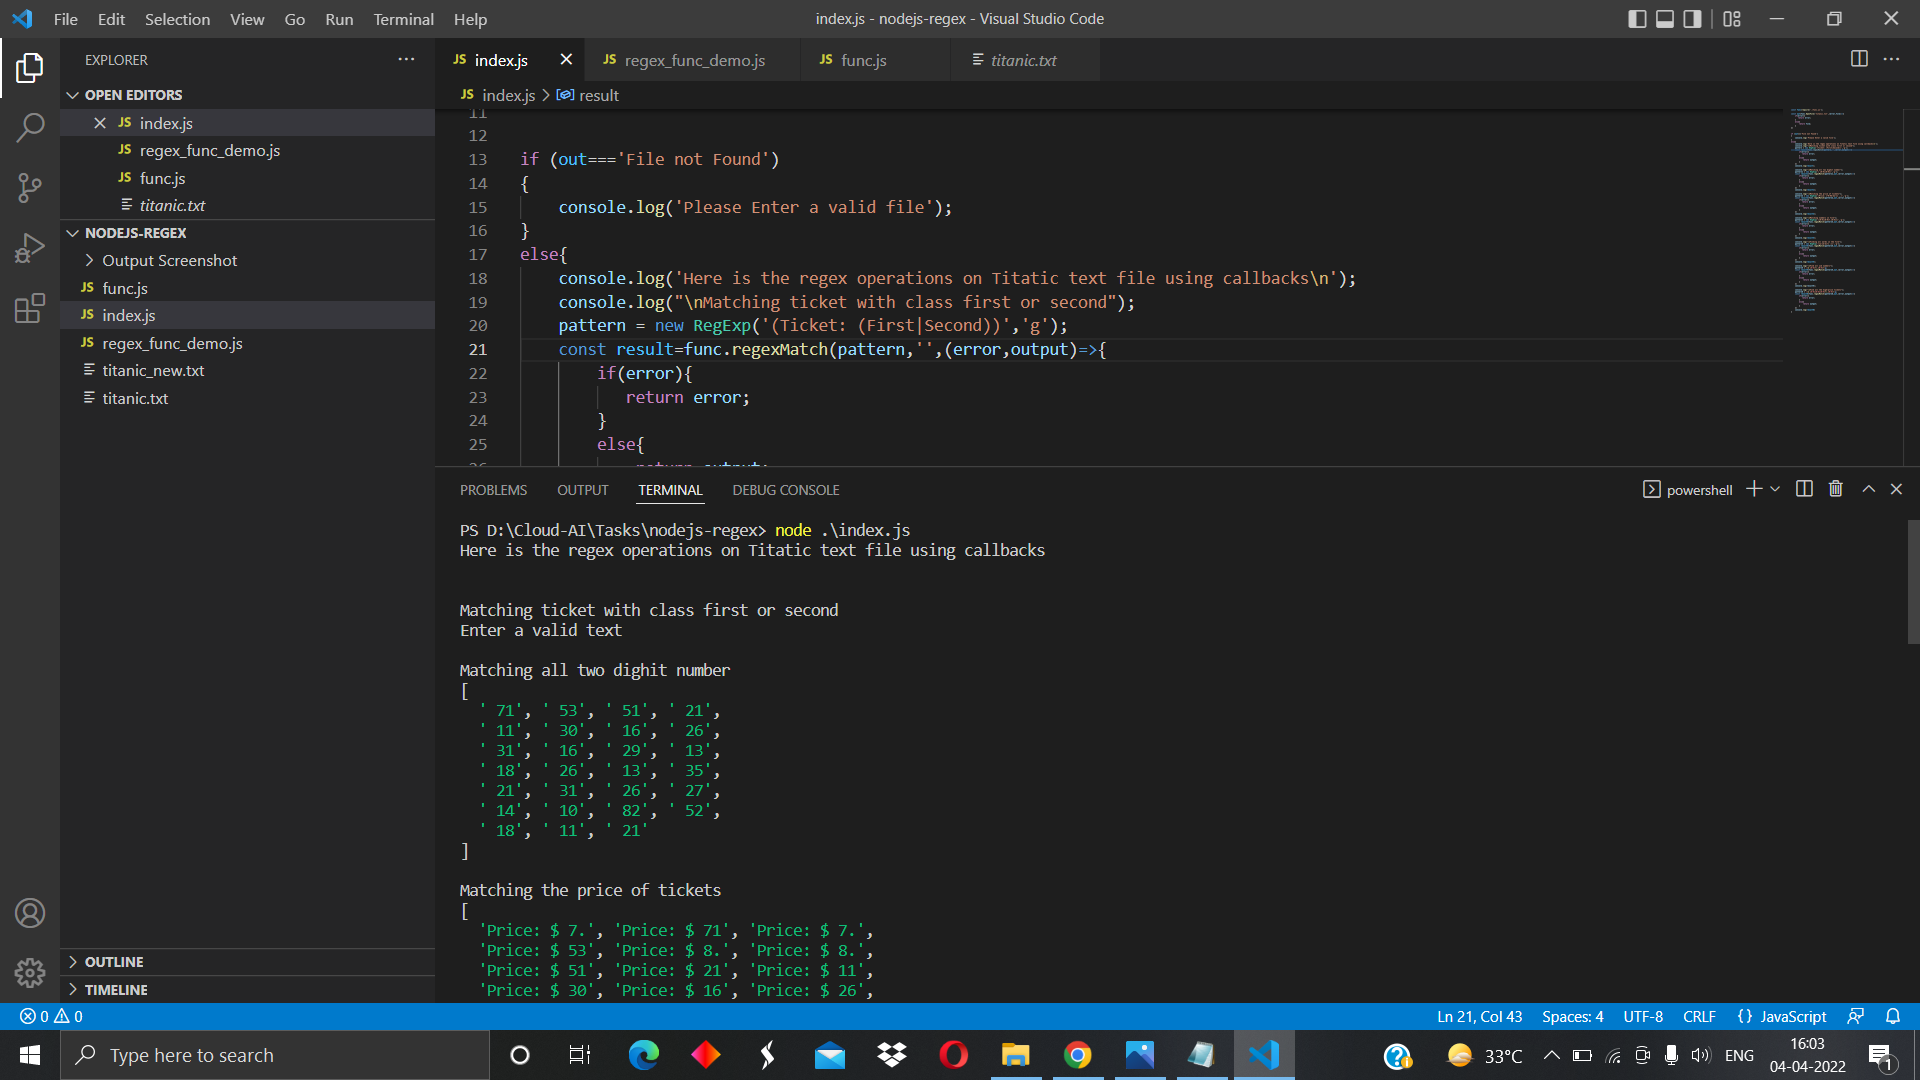 File Edit Selection View Go Run Terminal Help
index.js - nodejs-regex - Visual Studio Code
EXPLORER
OPEN EDITORS
JS index.js
JS regex_func_demo.js
JS func.js
titanic.txt
NODEJS-REGEX
Output Screenshot
JS func.js
JS index.js
JS regex_func_demo.js
titanic_new.txt
titanic.txt
OUTLINE
TIMELINE
JS index.js JS regex_func_demo.js JS func.js titanic.txt
JS index.js > result
11
12
13 if (out==='File not Found')
14 {
15 console.log('Please Enter a valid file');
16 }
17 else{
18 console.log('Here is the regex operations on Titatic text file using callbacks\n');
19 console.log("\nMatching ticket with class first or second");
20 pattern = new RegExp('(Ticket: (First|Second))','g');
21 const result=func.regexMatch(pattern,'',(error,output)=>{
22 if(error){
23 return error;
24 }
25 else{
26 return output;
PROBLEMS OUTPUT TERMINAL DEBUG CONSOLE
powershell
PS D:\Cloud-AI\Tasks\nodejs-regex> node .\index.js
Here is the regex operations on Titatic text file using callbacks
Matching ticket with class first or second
Enter a valid text
Matching all two dighit number
[
' 71', ' 53', ' 51', ' 21',
' 11', ' 30', ' 16', ' 26',
' 31', ' 16', ' 29', ' 13',
' 18', ' 26', ' 13', ' 35',
' 21', ' 31', ' 26', ' 27',
' 14', ' 10', ' 82', ' 52',
' 18', ' 11', ' 21'
]
Matching the price of tickets
[
'Price: $ 7.', 'Price: $ 71', 'Price: $ 7.',
'Price: $ 53', 'Price: $ 8.', 'Price: $ 8.',
'Price: $ 51', 'Price: $ 21', 'Price: $ 11',
'Price: $ 30', 'Price: $ 16', 'Price: $ 26',
0 0
Ln 21, Col 43 Spaces: 4 UTF-8 CRLF {} JavaScript
Type here to search
33°C
ENG
16:03
04-04-2022
1